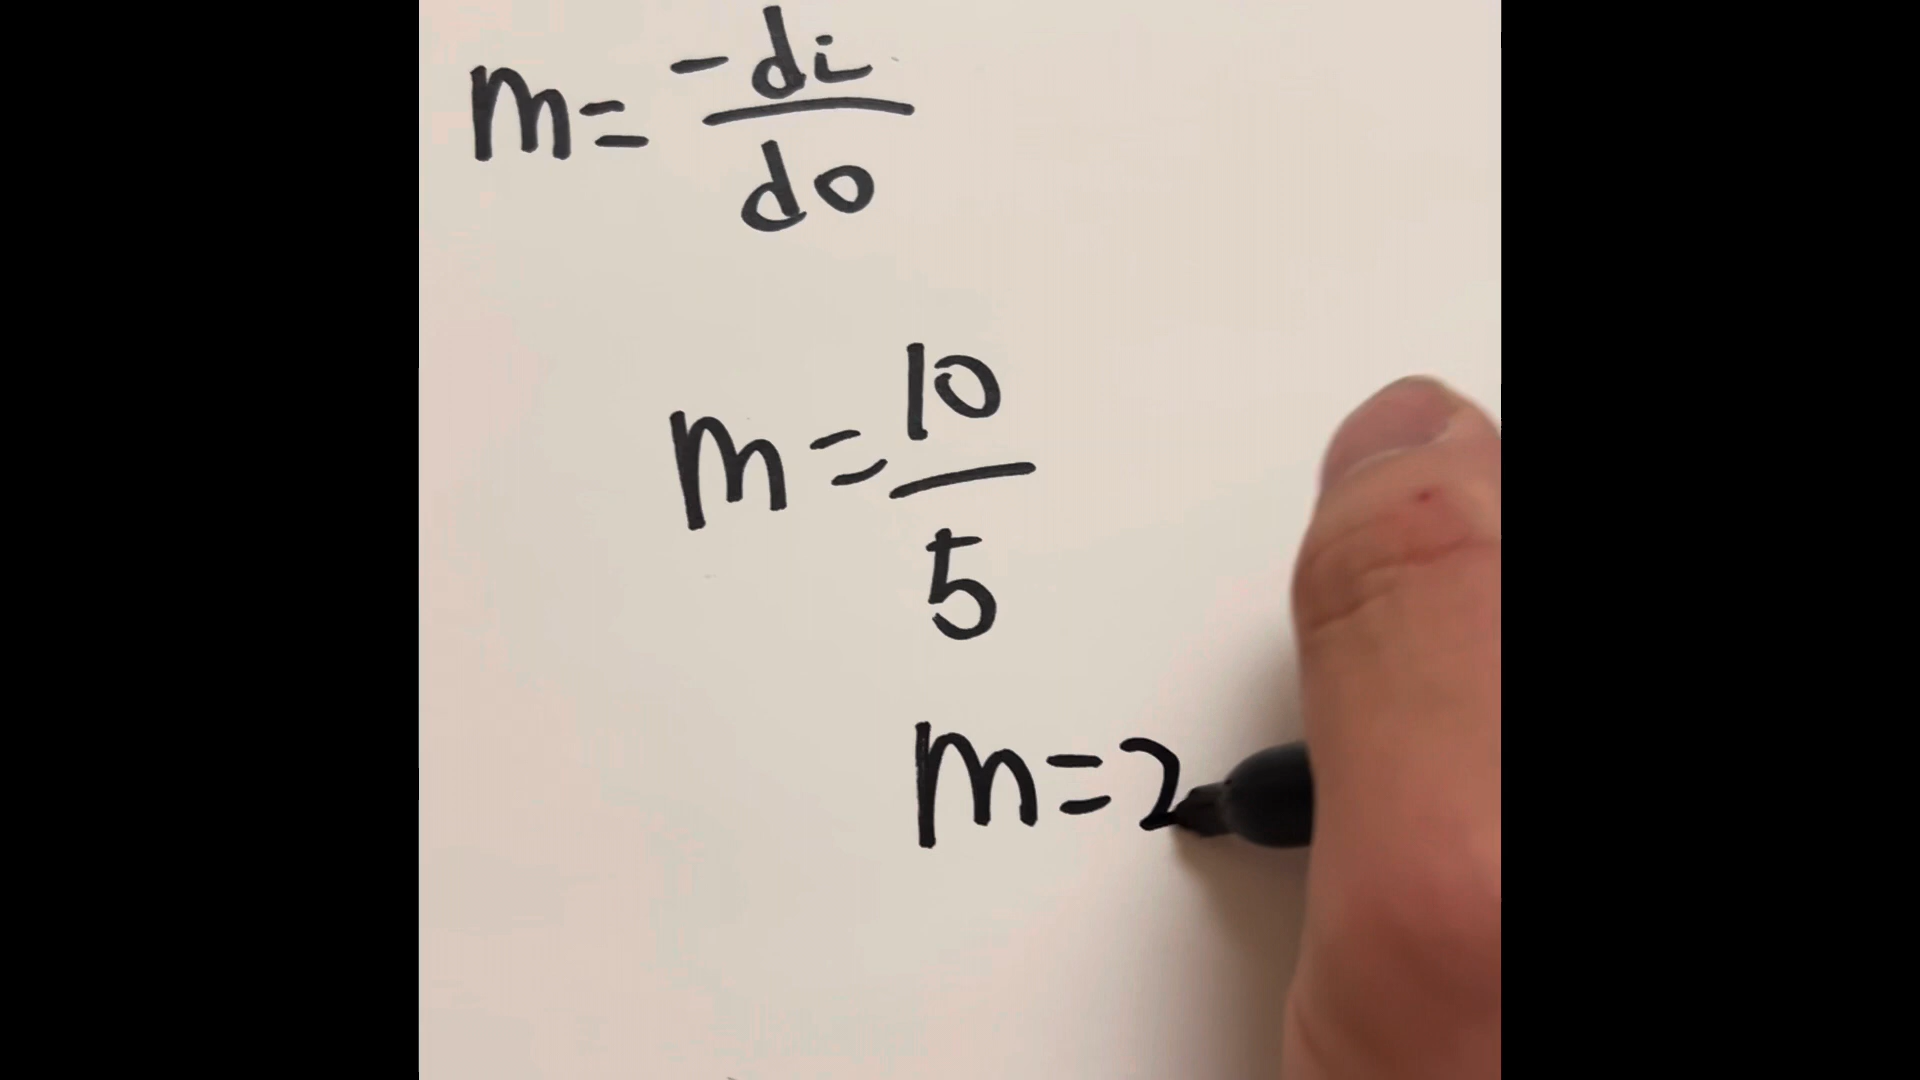 m = -di/do
m = 10/5
m = 2